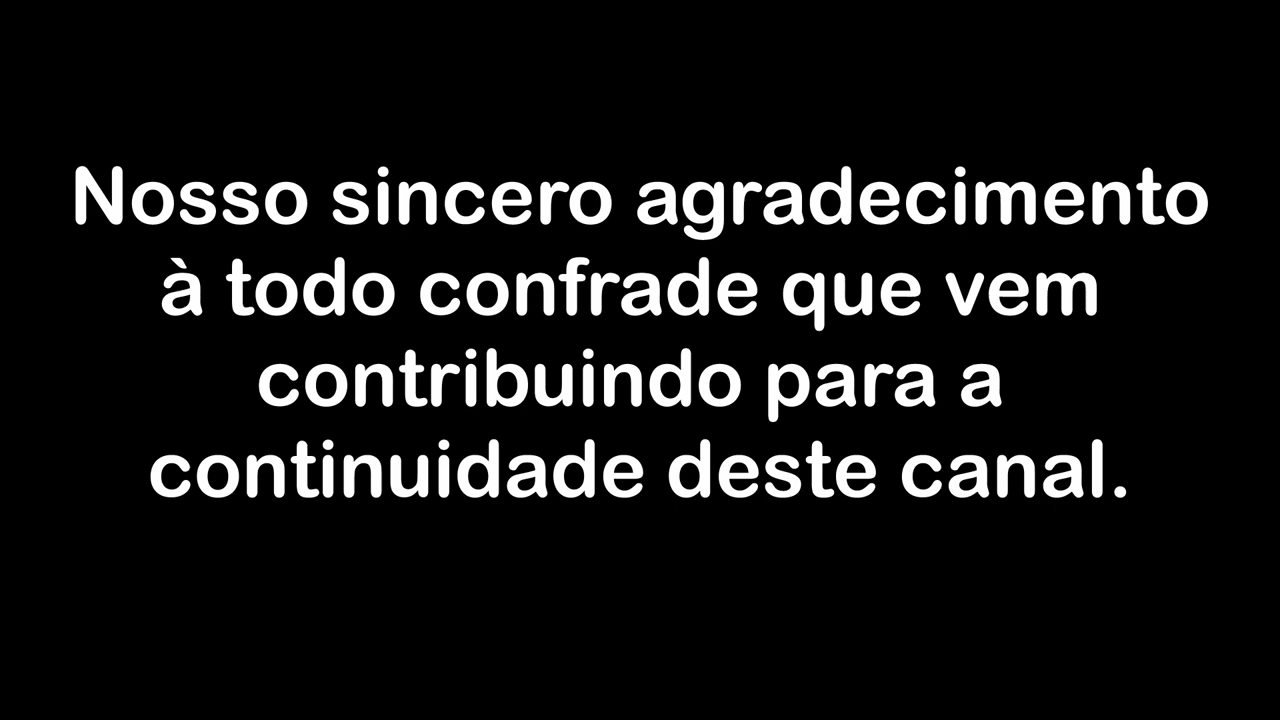 Nosso sincero agradecimento
à todo confrade que vem
contribuindo para a
continuidade deste canal.